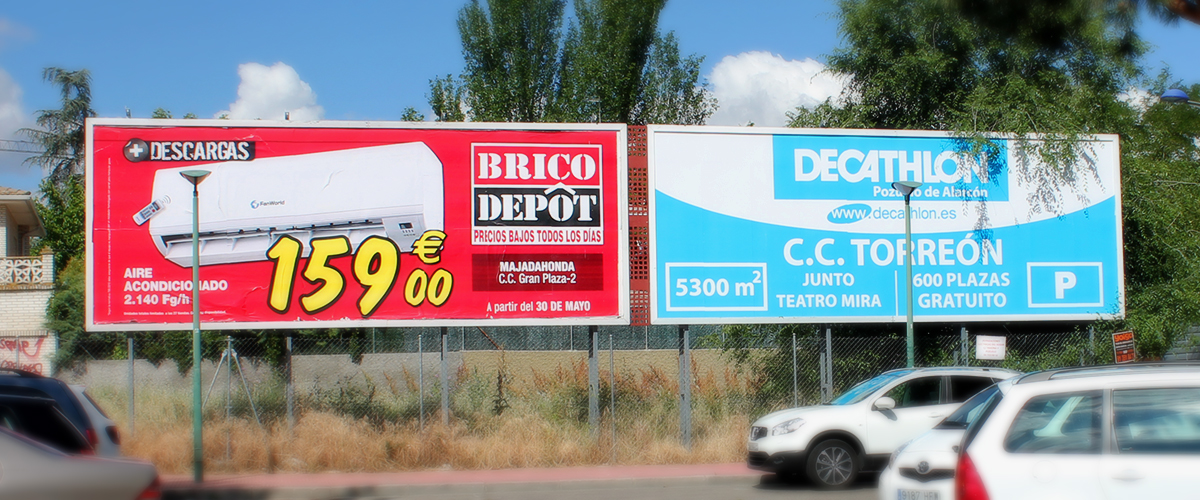 DESCARGAS
FaniWorld
159€00
AIRE
ACONDICIONADO
2.140 Fg/h
BRICO
DEPÔT
PRECIOS BAJOS TODOS LOS DÍAS
MAJADAHONDA
C.C. Gran Plaza-2
A partir del 30 DE MAYO
DECATHLON
Pozuelo de Alarcón
www.decathlon.es
C.C. TORREÓN
5300 m²
JUNTO
TEATRO MIRA
600 PLAZAS
GRATUITO
P